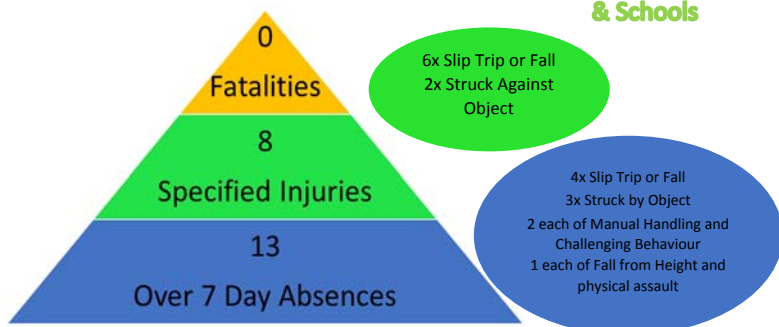 & Schools
0
Fatalities
8
Specified Injuries
13
Over 7 Day Absences
6x Slip Trip or Fall
2x Struck Against
Object
4x Slip Trip or Fall
3x Struck by Object
2 each of Manual Handling and
Challenging Behaviour
1 each of Fall from Height and
physical assault